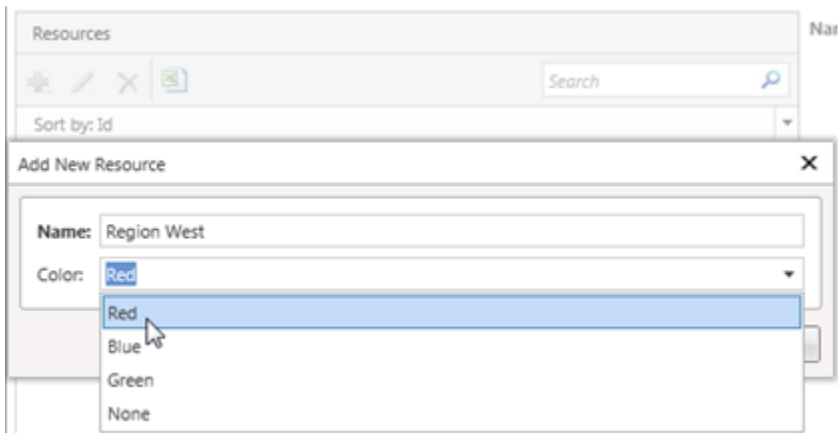 Resources
Nar
Search
Sort by: Id
Add New Resource
Name: Region West
Color: Red
Red
Blue
Green
None